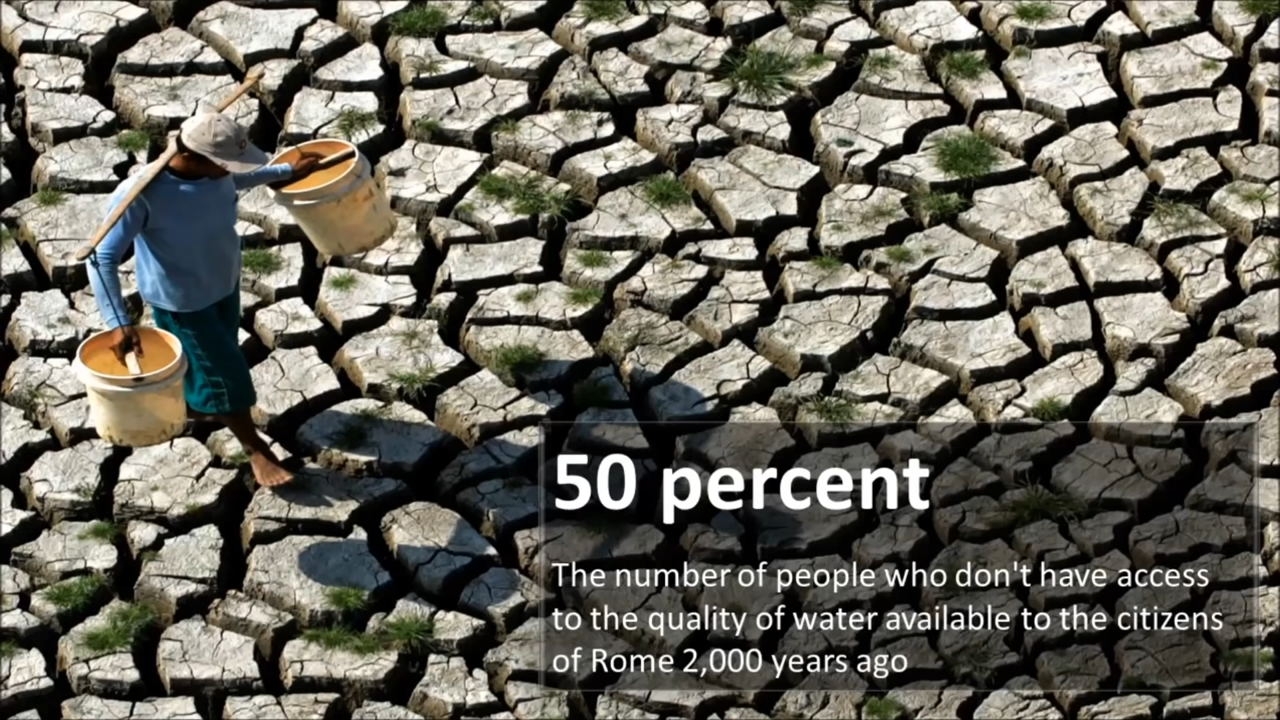 50 percent
The number of people who don't have access
to the quality of water available to the citizens
of Rome 2,000 years ago